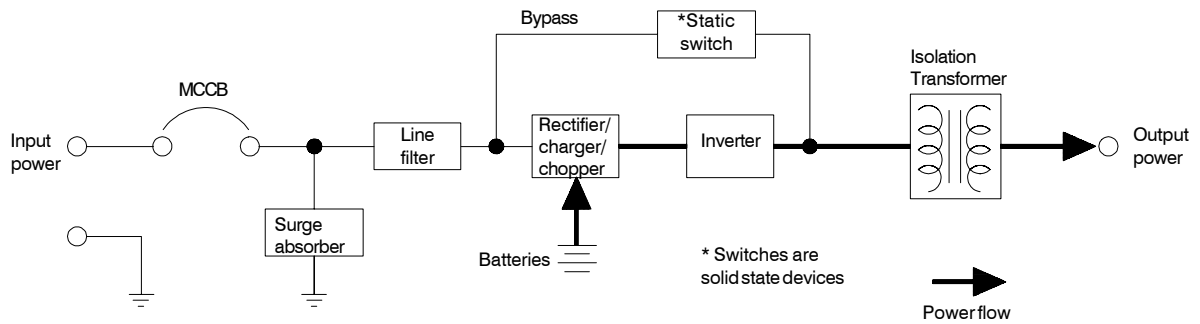 Bypass
*Static
switch
Isolation
Transformer
MCCB
Input
power
Line
filter
Rectifier/
charger/
chopper
Inverter
Output
power
Surge
absorber
Batteries
* Switches are
solid state devices
Power flow